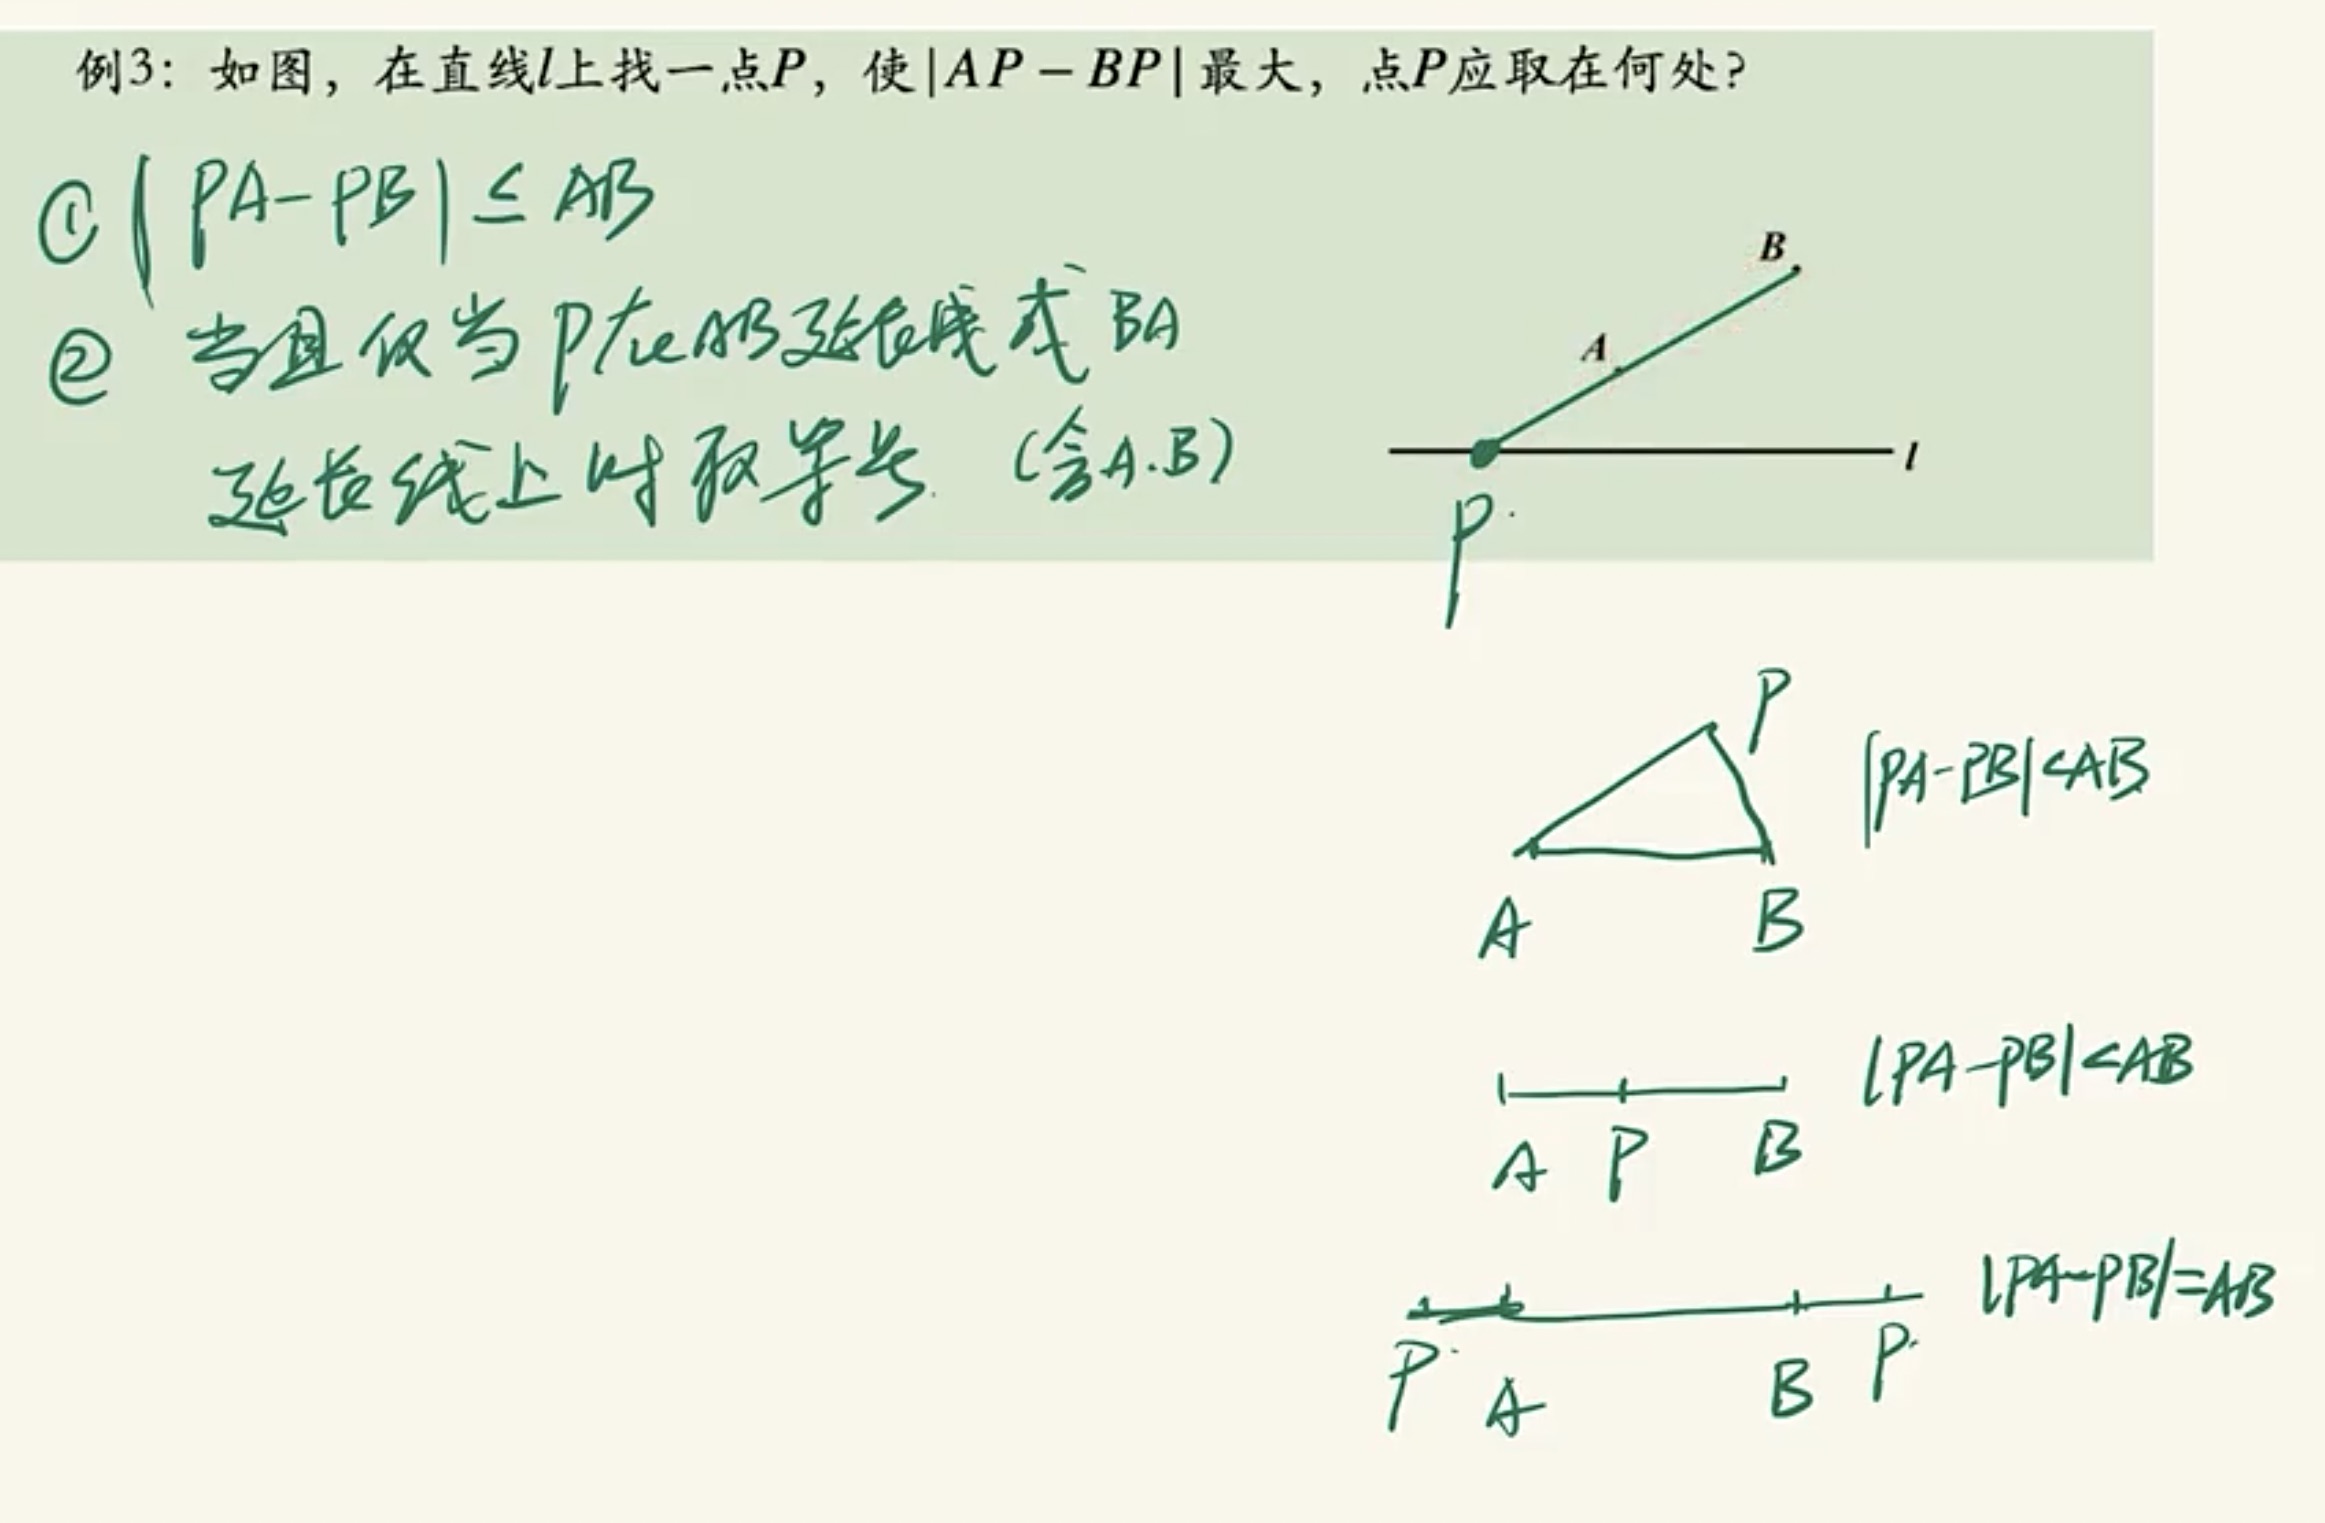 例3：如图，在直线l上找一点P，使|AP－BP|最大，点P应取在何处？
① |PA-PB|≤AB
② 当且仅当P在AB延长线或BA
延长线上时取等号（含A.B）
B
A
l
P
P
|PA-PB|<AB
A B
|PA-PB|<AB
A P B
|PA-PB|=AB
P A B P